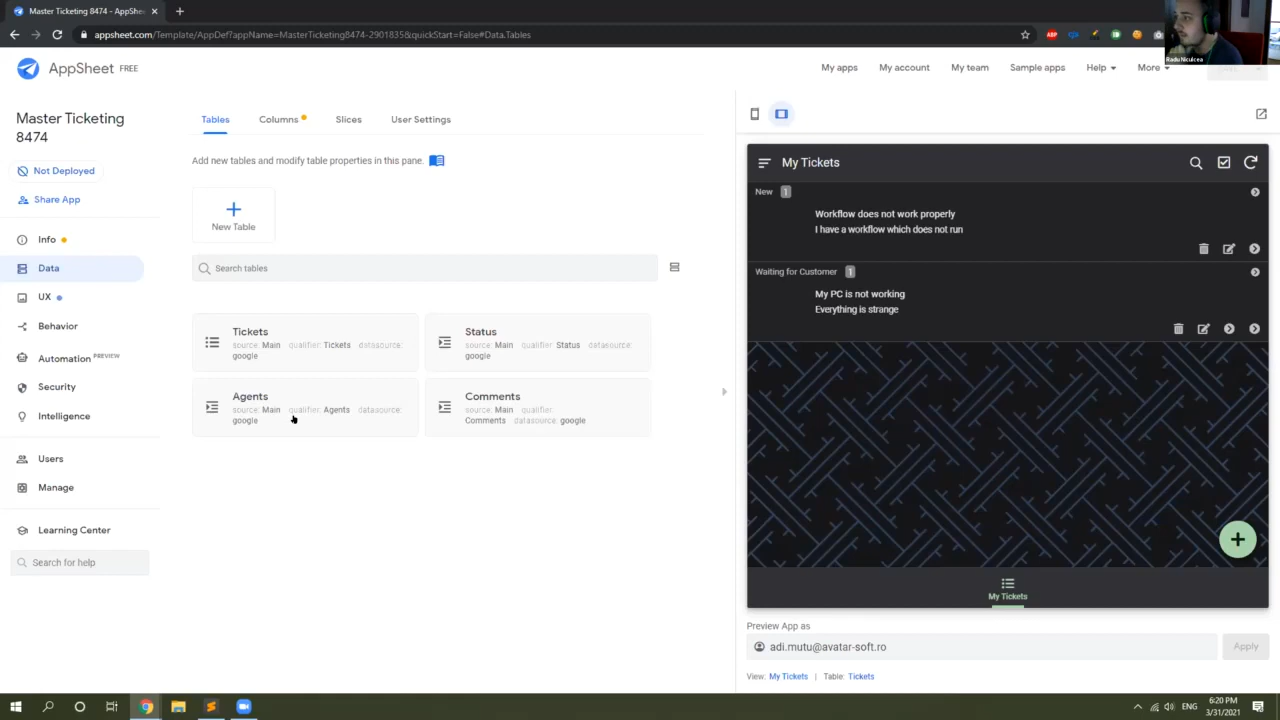 Master Ticketing 8474 - AppShe
appsheet.com/Template/AppDef?appName=MasterTicketing8474-2901835&quickStart=False#Data.Tables
ABP
Radu Niculcea
AppSheet FREE
My apps
My account
My team
Sample apps
Help
More
Master Ticketing
8474
Not Deployed
Share App
Info
Data
UX
Behavior
Automation PREVIEW
Security
Intelligence
Users
Manage
Learning Center
Search for help
Tables
Columns
Slices
User Settings
Add new tables and modify table properties in this pane.
New Table
Search tables
Tickets
source: Main qualifier: Tickets datasource:
google
Status
source: Main qualifier: Status datasource:
google
Agents
source: Main qualifier: Agents datasource:
google
Comments
source: Main qualifier:
Comments datasource: google
My Tickets
New 1
Workflow does not work properly
I have a workflow which does not run
Waiting for Customer 1
My PC is not working
Everything is strange
My Tickets
Preview App as
adi.mutu@avatar-soft.ro
Apply
View: My Tickets | Table: Tickets
ENG
6:20 PM
3/31/2021